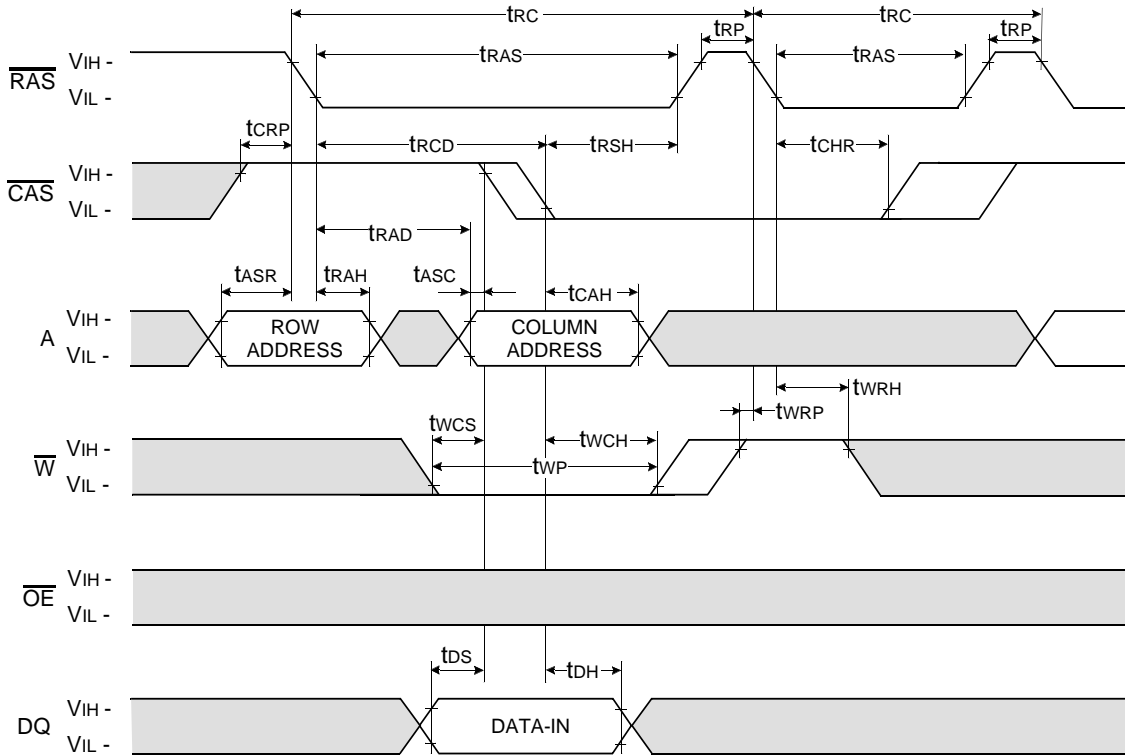 tRC tRC
tRP tRP
tRAS tRAS
RAS
VIH -
VIL -
tCRP tRCD tRSH tCHR
CAS
VIH -
VIL -
tRAD
tASR tRAH tASC tCAH
A
VIH -
VIL -
ROW
ADDRESS
COLUMN
ADDRESS
tWRH
tWRP
tWCS tWCH
tWP
W
VIH -
VIL -
OE
VIH -
VIL -
tDS tDH
DQ
VIH -
VIL -
DATA-IN